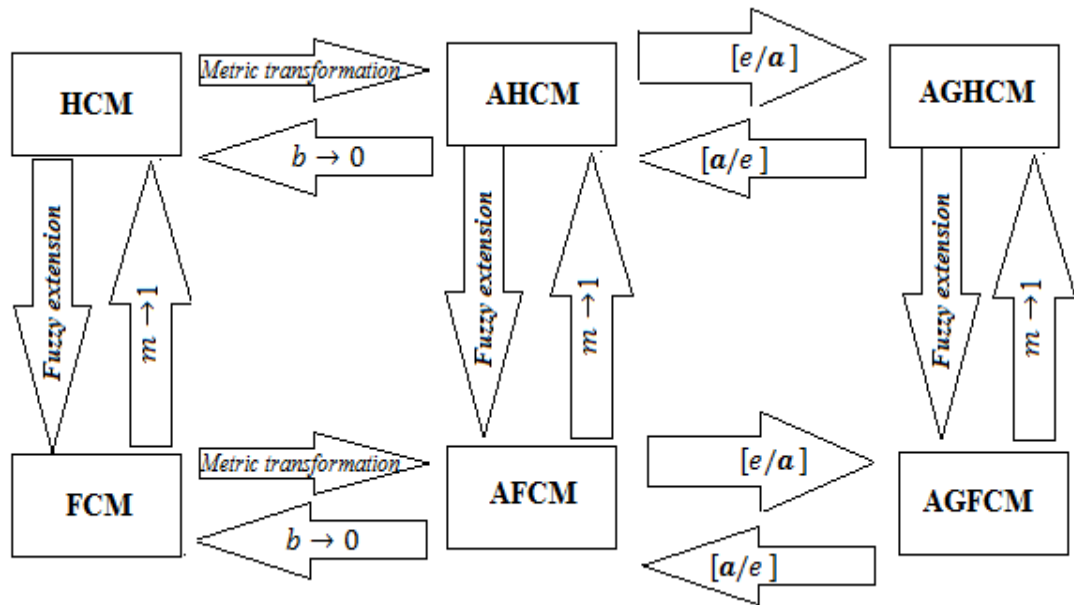 HCM
Metric transformation
AHCM
[e/a]
AGHCM
b → 0
[a/e]
Fuzzy extension
m → 1
Fuzzy extension
m → 1
Fuzzy extension
m → 1
FCM
Metric transformation
AFCM
[e/a]
AGFCM
b → 0
[a/e]